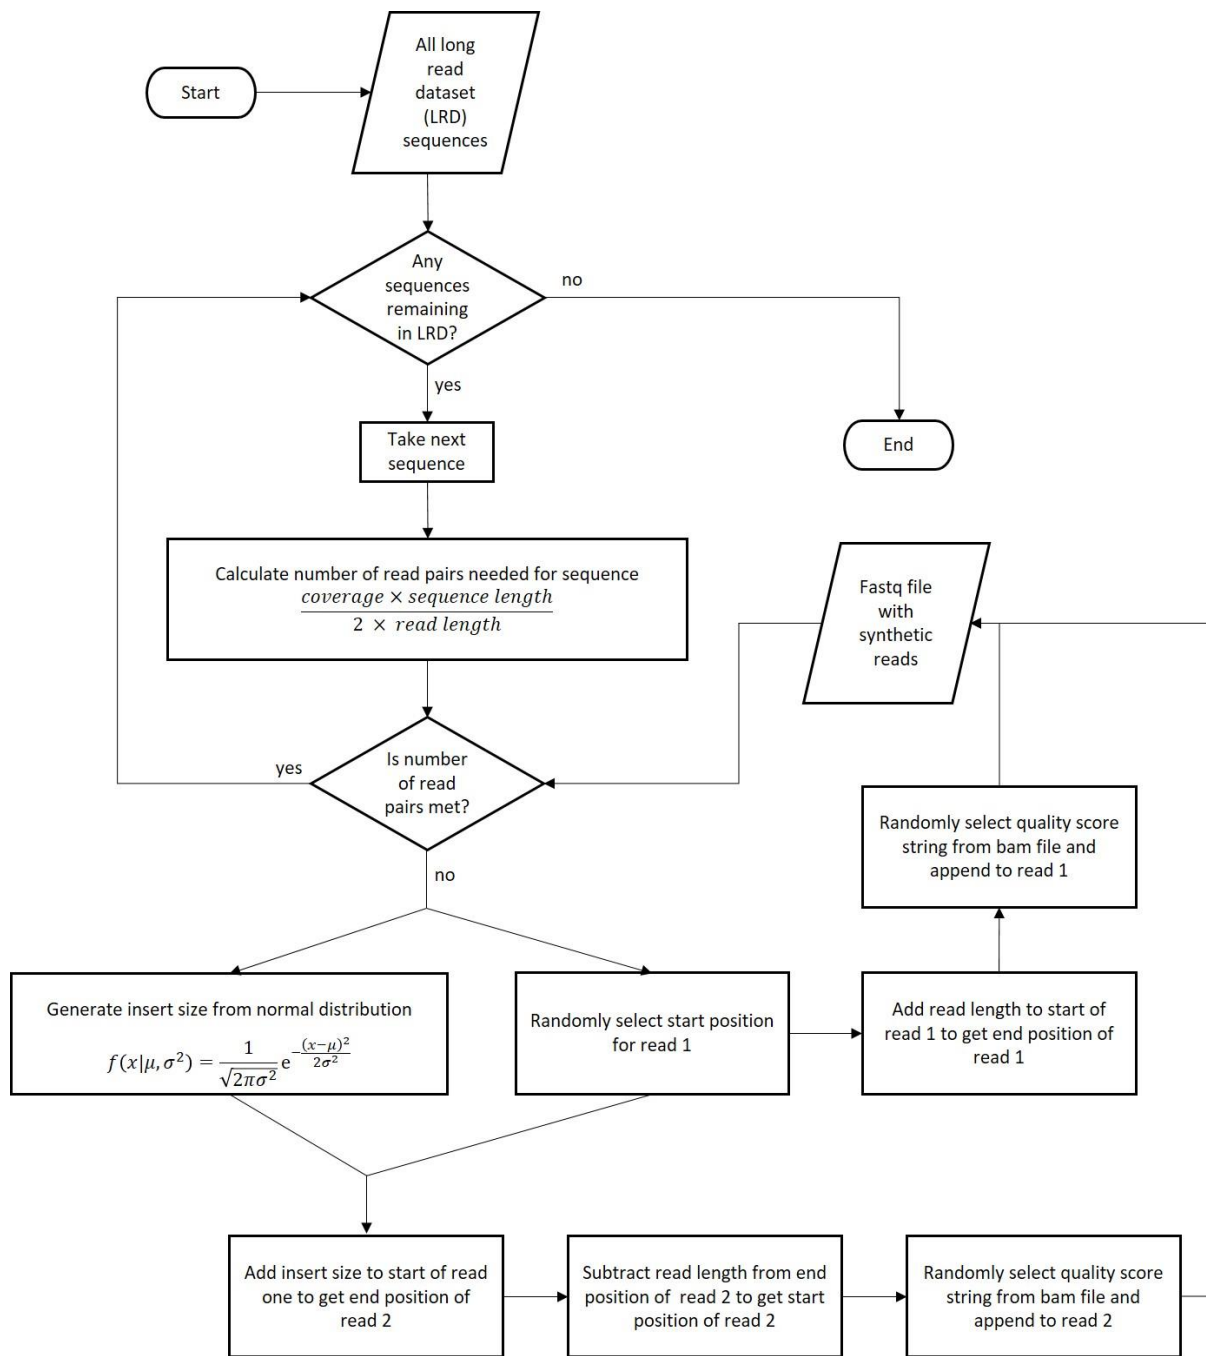 All long
read
dataset
(LRD)
sequences
Start
Any
sequences
remaining
in LRD?
no
yes
Take next
sequence
End
Calculate number of read pairs needed for sequence
coverage × sequence length
2 × read length
Fastq file
with
synthetic
reads
Is number
of read
pairs met?
yes
no
Randomly select quality score
string from bam file and
append to read 1
Generate insert size from normal distribution
f(x|μ, σ²) = 1/√(2πσ²) e^(−(x−μ)²/(2σ²))
Randomly select start position
for read 1
Add read length to start of
read 1 to get end position of
read 1
Add insert size to start of read
one to get end position of
read 2
Subtract read length from end
position of read 2 to get start
position of read 2
Randomly select quality score
string from bam file and
append to read 2